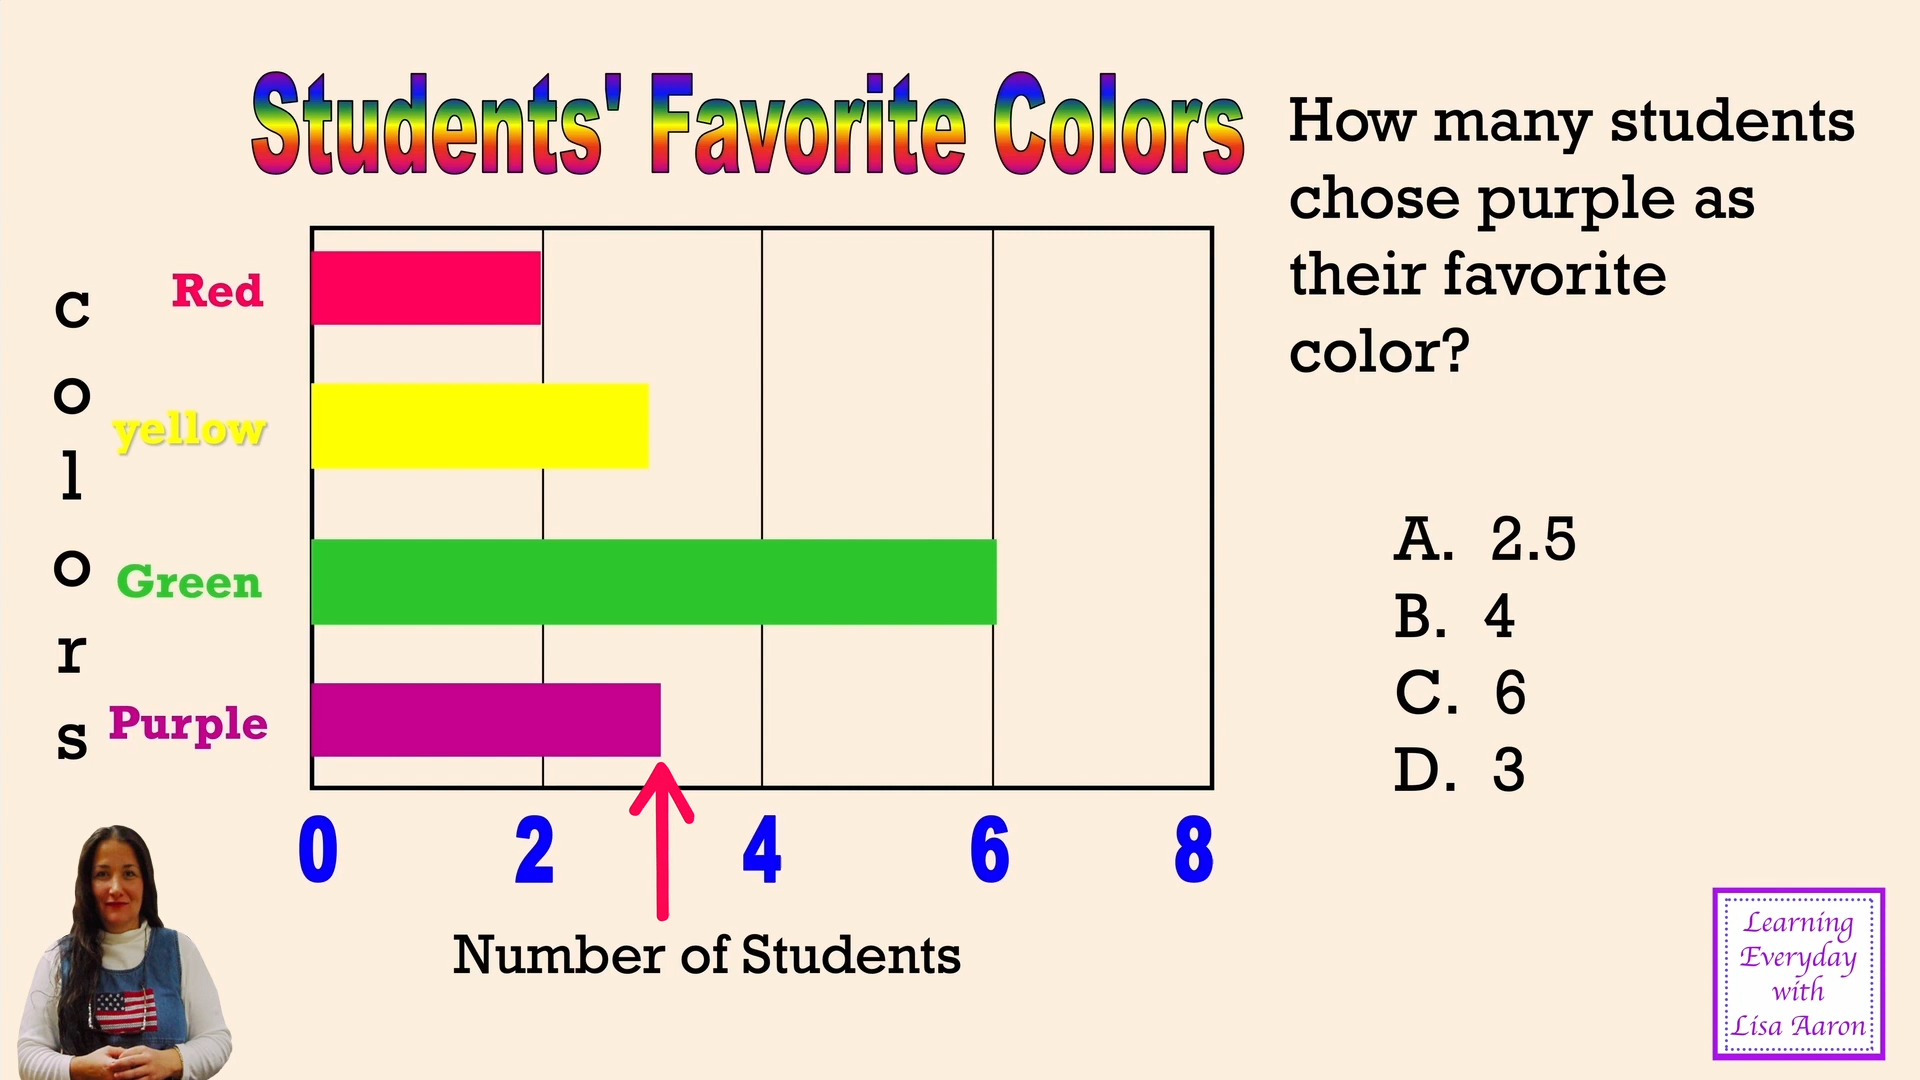 Students' Favorite Colors
How many students
chose purple as
their favorite
color?
c
o
l
o
r
s
Red
yellow
Green
Purple
0 2 4 6 8
Number of Students
A. 2.5
B. 4
C. 6
D. 3
Learning
Everyday
with
Lisa Aaron